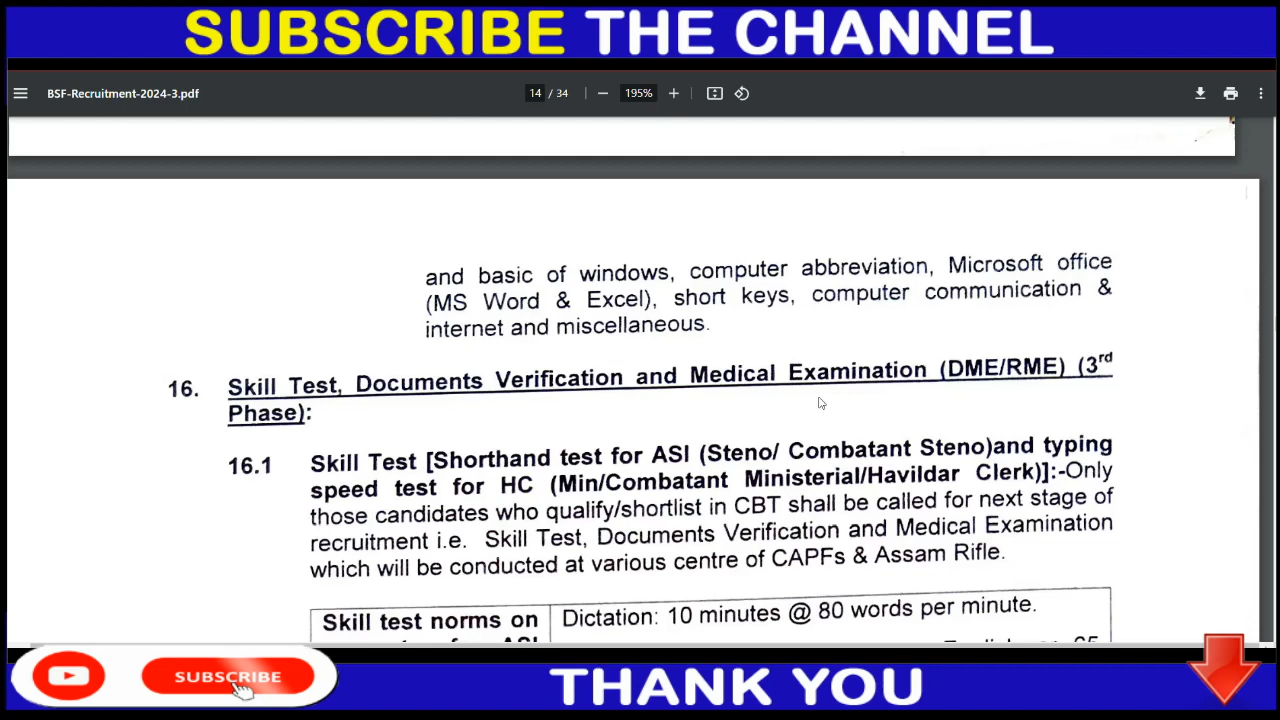 SUBSCRIBE THE CHANNEL
BSF-Recruitment-2024-3.pdf
14 / 34
195%
and basic of windows, computer abbreviation, Microsoft office
(MS Word & Excel), short keys, computer communication &
internet and miscellaneous.
16. Skill Test, Documents Verification and Medical Examination (DME/RME) (3rd
Phase):
16.1 Skill Test [Shorthand test for ASI (Steno/ Combatant Steno)and typing
speed test for HC (Min/Combatant Ministerial/Havildar Clerk)]:-Only
those candidates who qualify/shortlist in CBT shall be called for next stage of
recruitment i.e. Skill Test, Documents Verification and Medical Examination
which will be conducted at various centre of CAPFs & Assam Rifle.
Skill test norms on
Dictation: 10 minutes @ 80 words per minute.
SUBSCRIBE
THANK YOU